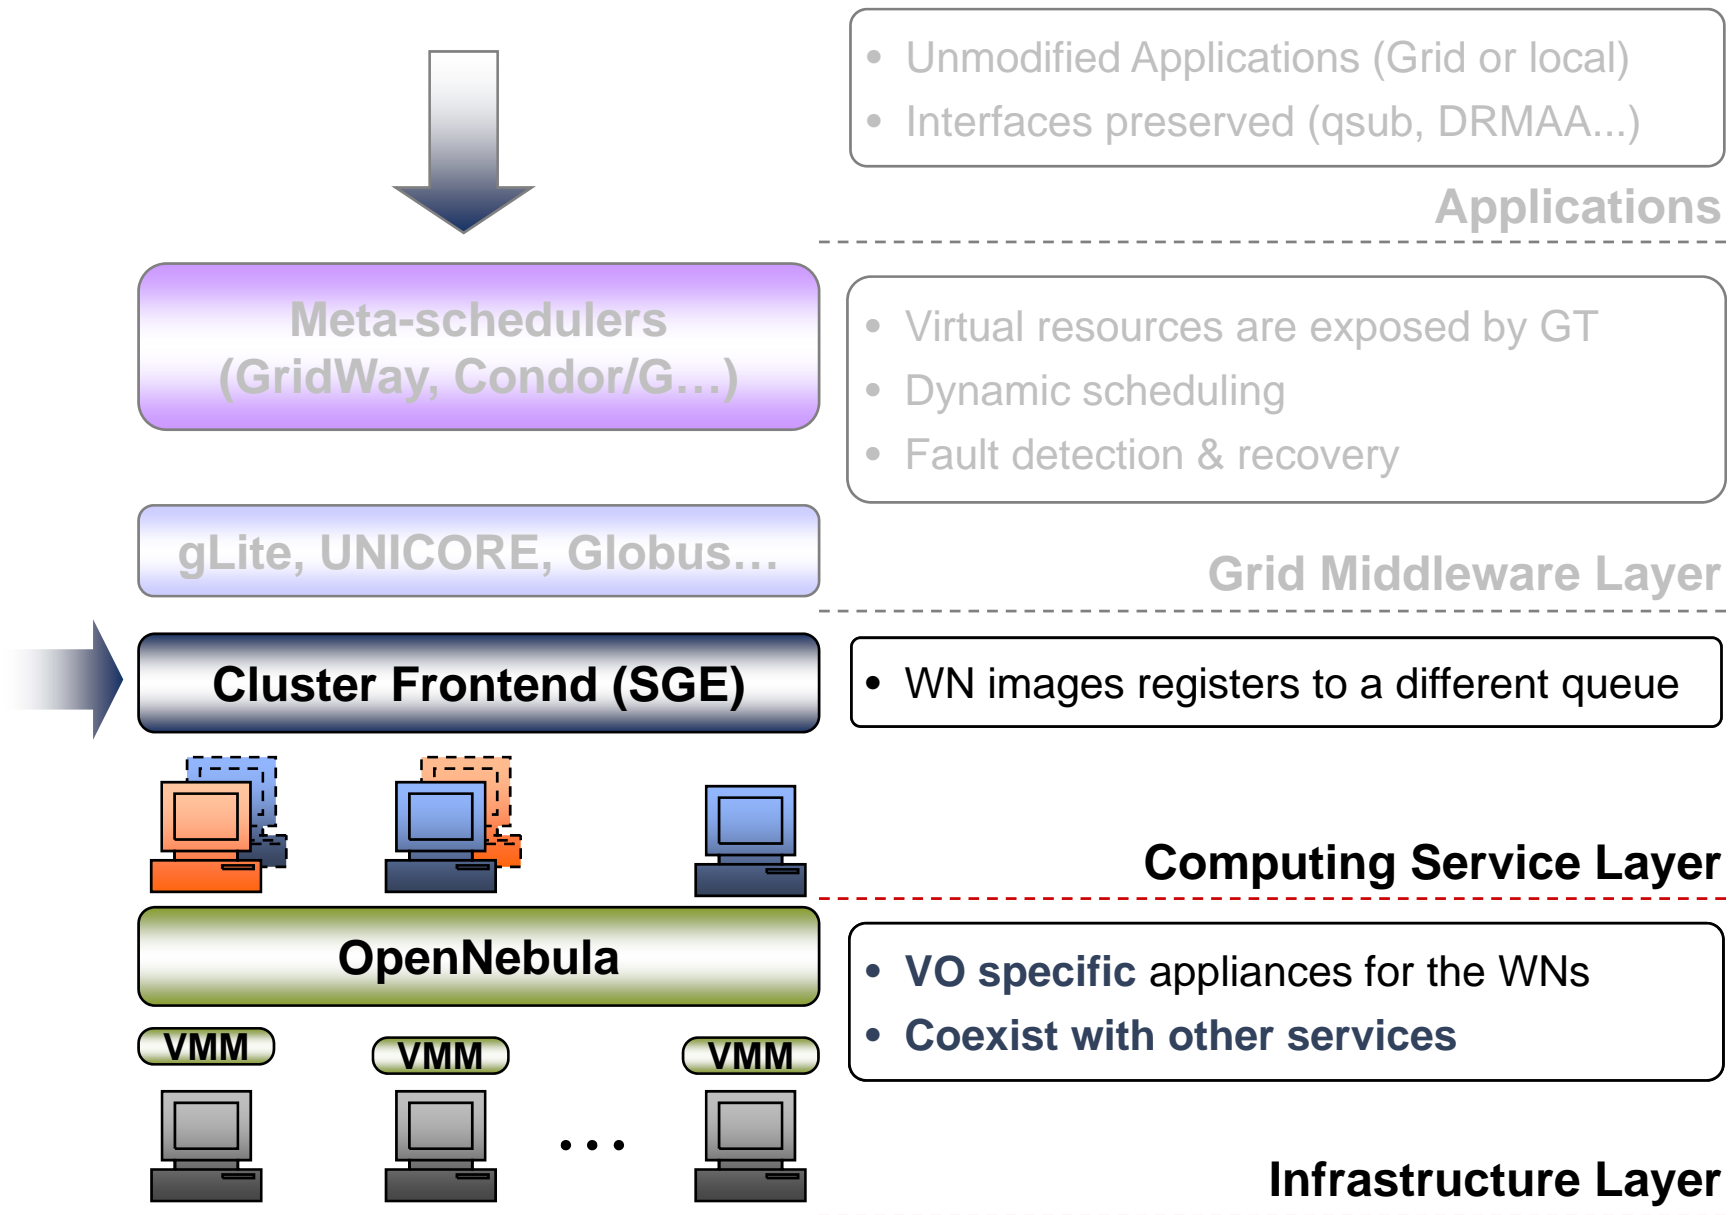 • Unmodified Applications (Grid or local)
• Interfaces preserved (qsub, DRMAA...)
Applications
Meta-schedulers
(GridWay, Condor/G…)
• Virtual resources are exposed by GT
• Dynamic scheduling
• Fault detection & recovery
gLite, UNICORE, Globus…
Grid Middleware Layer
Cluster Frontend (SGE)
• WN images registers to a different queue
Computing Service Layer
OpenNebula
• VO specific appliances for the WNs
• Coexist with other services
VMM
VMM
VMM
…
Infrastructure Layer